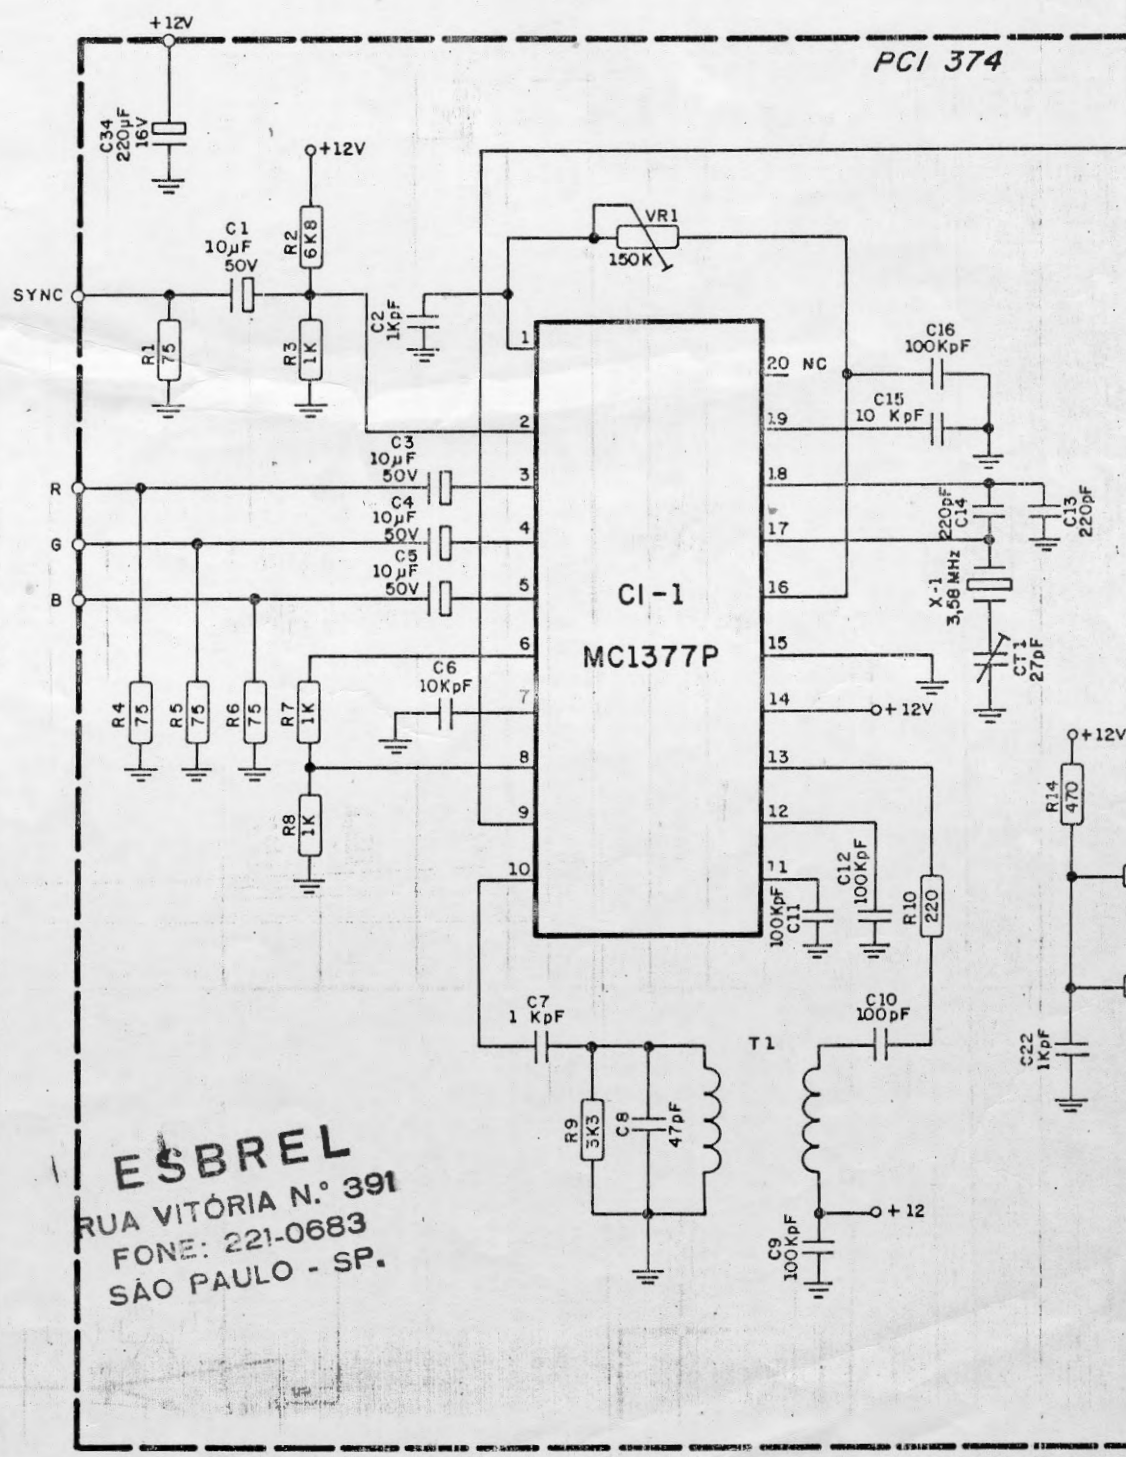 +12V
PCI 374
C34
220µF
16V
+12V
C1
10µF
50V
R2
6K8
VR1
150K
SYNC
R1
75
R3
1K
C2
1KpF
1
20 NC
C16
100KpF
2
19
C15
10 KpF
C3
10µF
50V
R
3
18
220pF
C14
C13
220pF
C4
10µF
50V
G
4
17
C5
10µF
50V
B
5
16
X-1
3,58MHz
CI-1
MC1377P
6
15
CT1
27pF
C6
10KpF
7
14
+12V
R4
75
R5
75
R6
75
R7
1K
8
13
+12V
R14
470
R8
1K
9
12
10
11
100KpF
C11
C12
100KpF
R10
220
C7
1 KpF
C10
100pF
T1
C22
1KpF
R9
3K3
C8
47pF
C9
100KpF
+12
ESBREL
RUA VITÓRIA N.° 391
FONE: 221-0683
SÃO PAULO - SP.